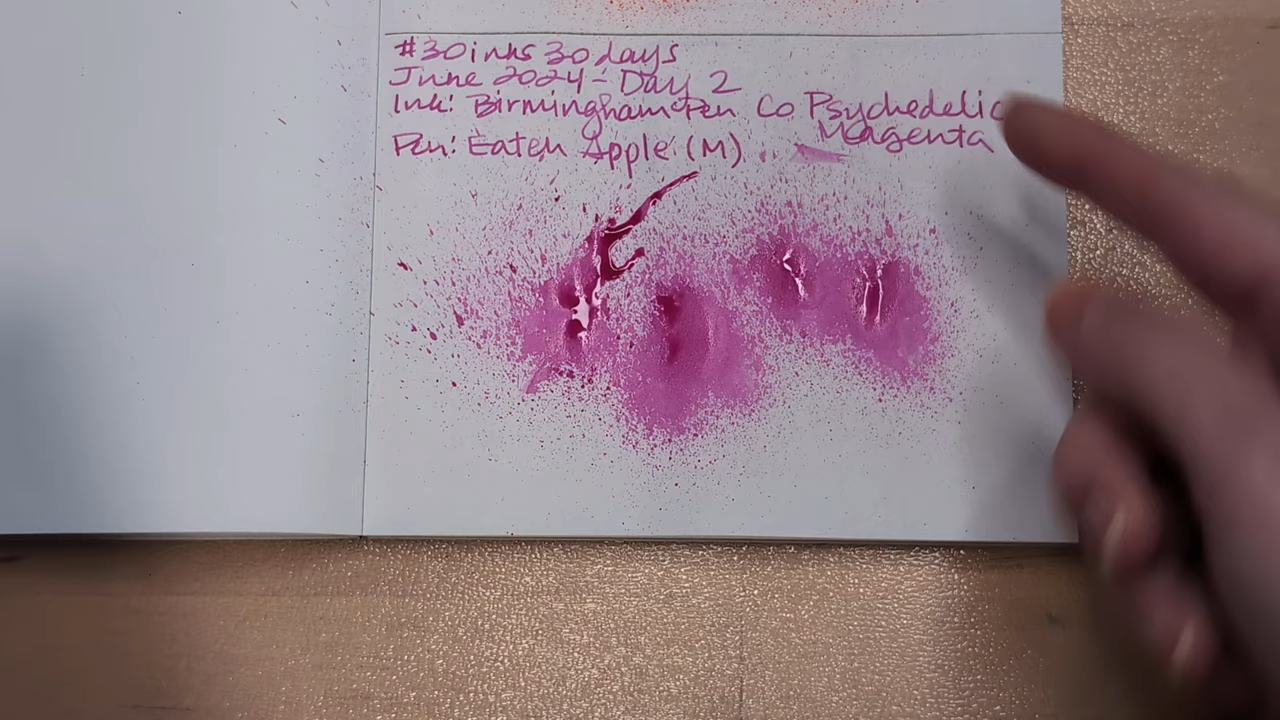 #30inks30days
June 2024 - Day 2
Ink: Birmingham Pen Co Psychedelic
Magenta
Pen: Eaten Apple (M)